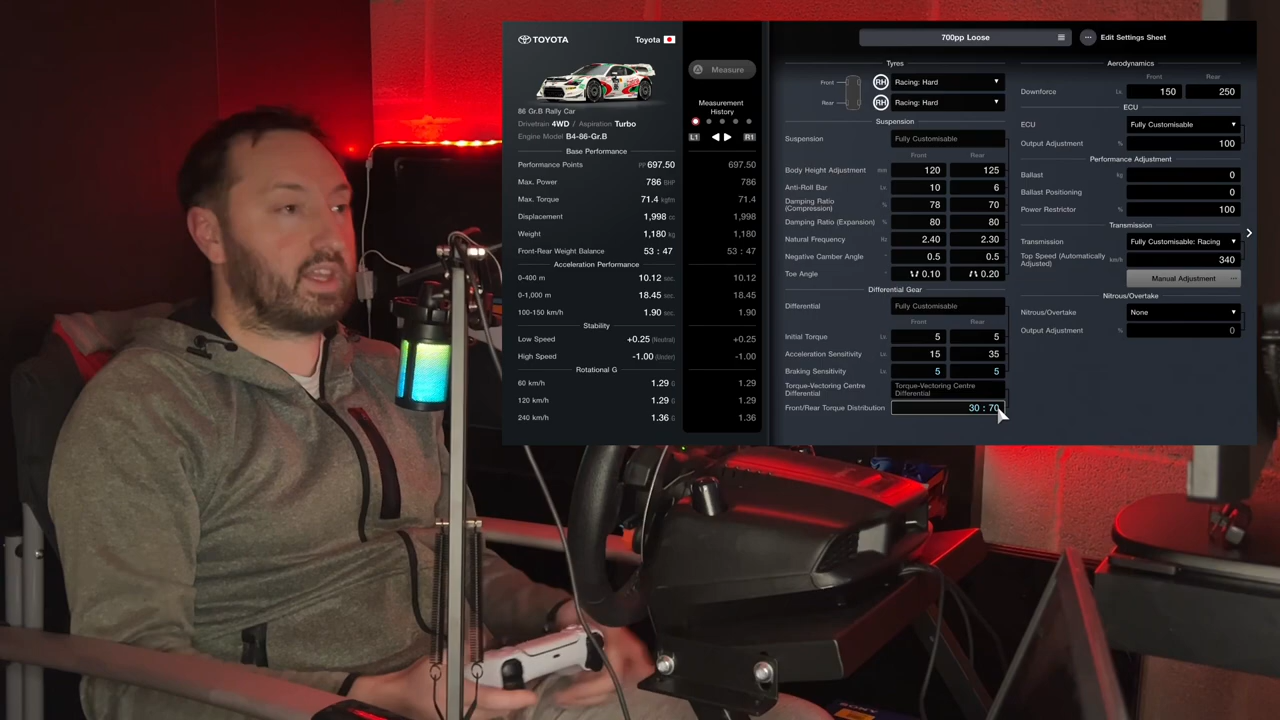 TOYOTA
Toyota
86 Gr.B Rally Car
Drivetrain 4WD / Aspiration Turbo
Engine Model B4-86-Gr.B
Base Performance
Performance Points PP 697.50
Max. Power 786 BHP
Max. Torque 71.4 kgfm
Displacement 1,998 cc
Weight 1,180 kg
Front-Rear Weight Balance 53 : 47
Acceleration Performance
0-400 m 10.12 sec.
0-1,000 m 18.45 sec.
100-150 km/h 1.90 sec.
Stability
Low Speed +0.25 (Neutral)
High Speed -1.00 (Under)
Rotational G
60 km/h 1.29 G
120 km/h 1.29 G
240 km/h 1.36 G
Measure
Measurement
History
L1 R1
697.50
786
71.4
1,998
1,180
53 : 47
10.12
18.45
1.90
+0.25
-1.00
1.29
1.29
1.36
700pp Loose
Edit Settings Sheet
Tyres
Front RH Racing: Hard
Rear RH Racing: Hard
Suspension
Suspension Fully Customisable
Front Rear
Body Height Adjustment mm 120 125
Anti-Roll Bar Lv. 10 6
Damping Ratio
(Compression) % 78 70
Damping Ratio (Expansion) % 80 80
Natural Frequency Hz 2.40 2.30
Negative Camber Angle ° 0.5 0.5
Toe Angle ° 0.10 0.20
Differential Gear
Differential Fully Customisable
Front Rear
Initial Torque Lv. 5 5
Acceleration Sensitivity Lv. 15 35
Braking Sensitivity Lv. 5 5
Torque-Vectoring Centre
Differential
Torque-Vectoring Centre
Differential
Front/Rear Torque Distribution 30 : 70
Aerodynamics
Front Rear
Downforce Lv. 150 250
ECU
ECU Fully Customisable
Output Adjustment % 100
Performance Adjustment
Ballast kg 0
Ballast Positioning 0
Power Restrictor % 100
Transmission
Transmission Fully Customisable: Racing
Top Speed (Automatically
Adjusted) km/h 340
Manual Adjustment
Nitrous/Overtake
Nitrous/Overtake None
Output Adjustment % 0
SONY